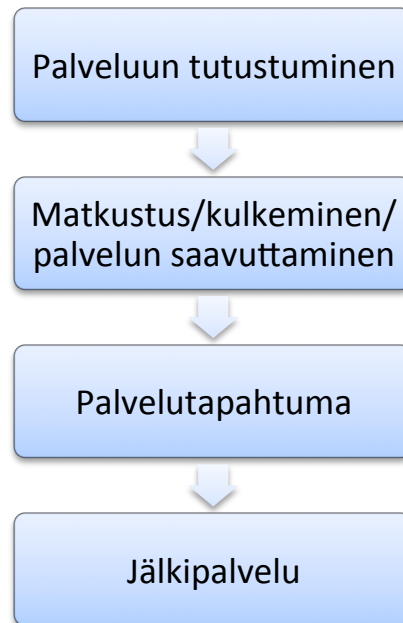 Palveluun tutustuminen
Matkustus/kulkeminen/
palvelun saavuttaminen
Palvelutapahtuma
Jälkipalvelu